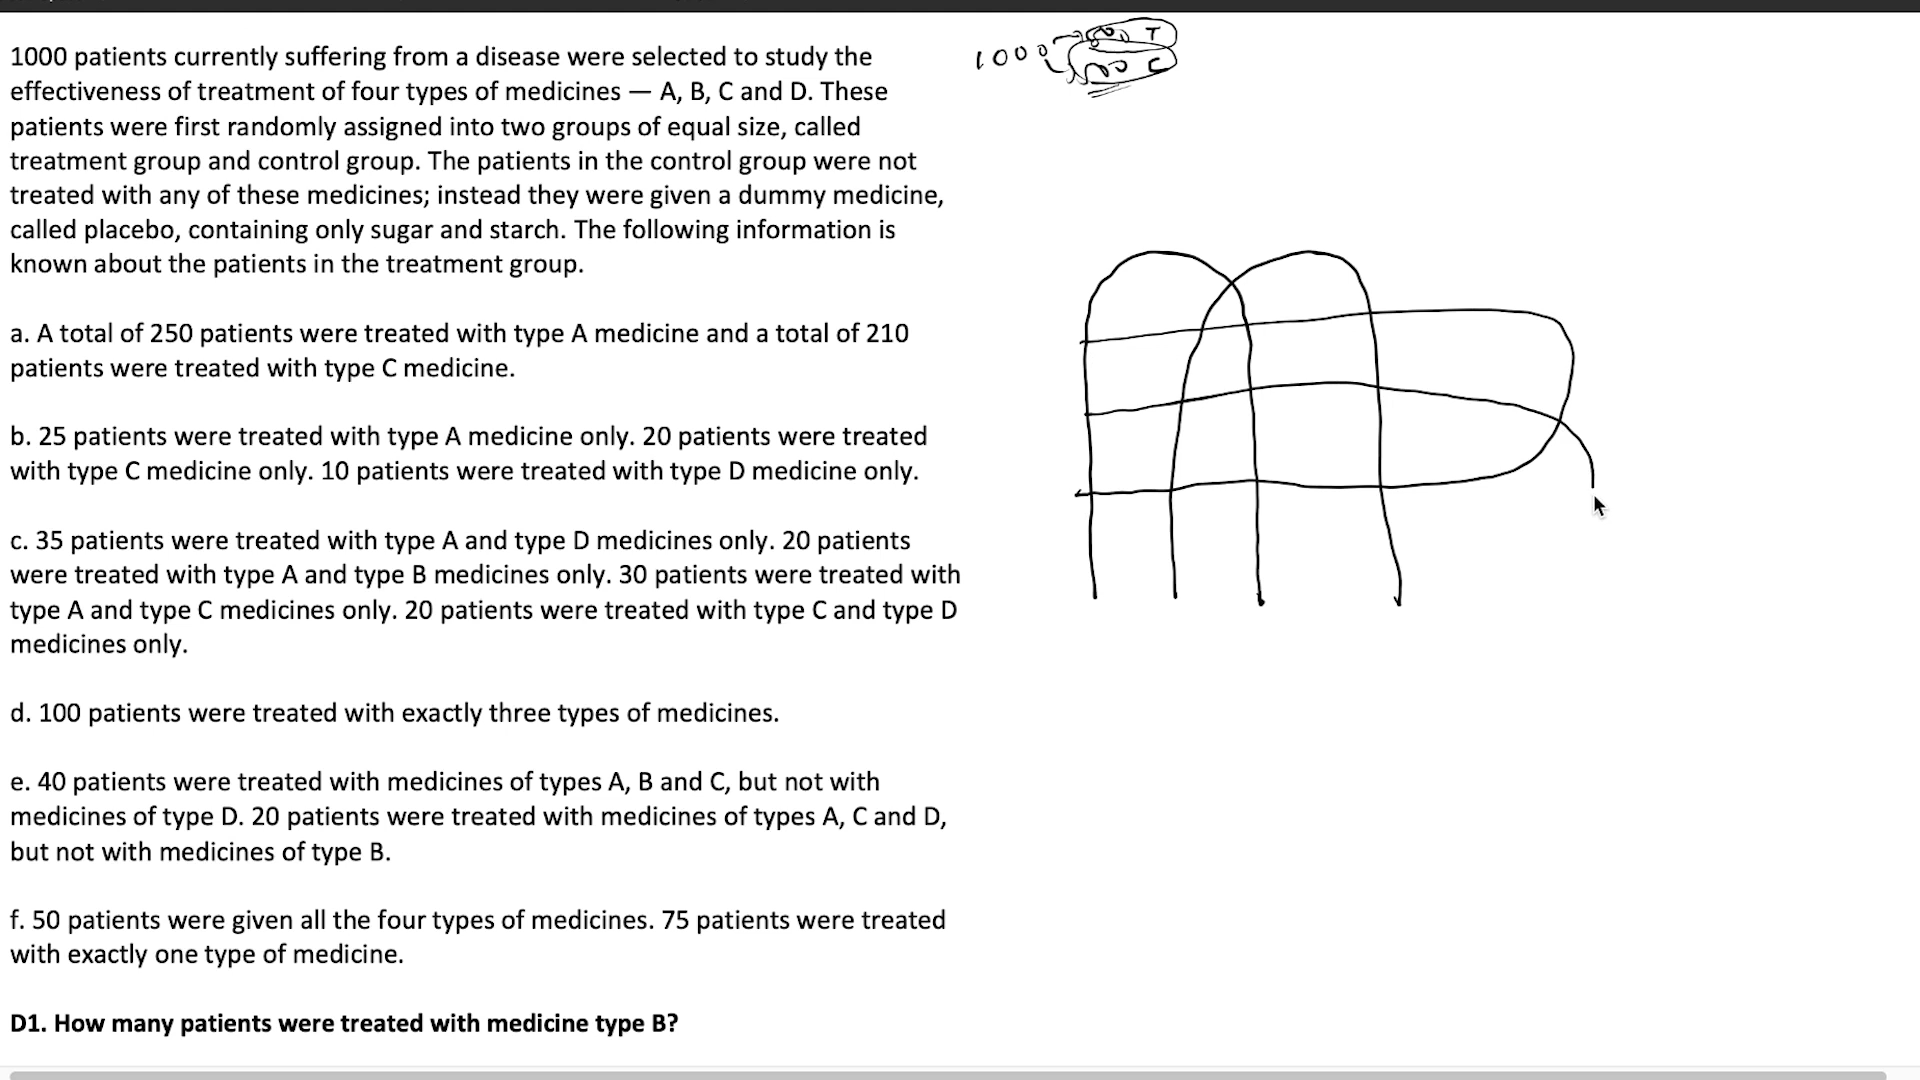 1000 patients currently suffering from a disease were selected to study the
effectiveness of treatment of four types of medicines — A, B, C and D. These
patients were first randomly assigned into two groups of equal size, called
treatment group and control group. The patients in the control group were not
treated with any of these medicines; instead they were given a dummy medicine,
called placebo, containing only sugar and starch. The following information is
known about the patients in the treatment group.
a. A total of 250 patients were treated with type A medicine and a total of 210
patients were treated with type C medicine.
b. 25 patients were treated with type A medicine only. 20 patients were treated
with type C medicine only. 10 patients were treated with type D medicine only.
c. 35 patients were treated with type A and type D medicines only. 20 patients
were treated with type A and type B medicines only. 30 patients were treated with
type A and type C medicines only. 20 patients were treated with type C and type D
medicines only.
d. 100 patients were treated with exactly three types of medicines.
e. 40 patients were treated with medicines of types A, B and C, but not with
medicines of type D. 20 patients were treated with medicines of types A, C and D,
but not with medicines of type B.
f. 50 patients were given all the four types of medicines. 75 patients were treated
with exactly one type of medicine.
D1. How many patients were treated with medicine type B?
1000
T
C